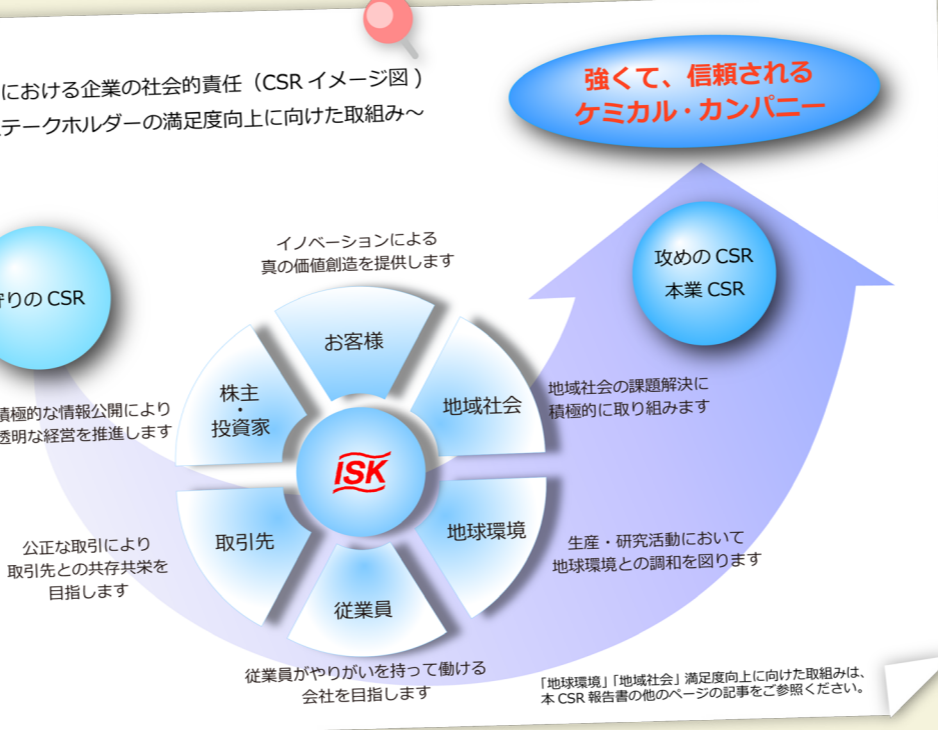 における企業の社会的責任（CSR イメージ図 ）
テークホルダーの満足度向上に向けた取組み～
強くて、信頼される
ケミカル・カンパニー
攻めの CSR
本業 CSR
りの CSR
イノベーションによる
真の価値創造を提供します
お客様
株主
・
投資家
地域社会
ISK
取引先
地球環境
従業員
積極的な情報公開により
透明な経営を推進します
地域社会の課題解決に
積極的に取り組みます
公正な取引により
取引先との共存共栄を
目指します
生産・研究活動において
地球環境との調和を図ります
従業員がやりがいを持って働ける
会社を目指します
「地球環境」「地域社会」満足度向上に向けた取組みは、
本 CSR 報告書の他のページの記事をご参照ください。